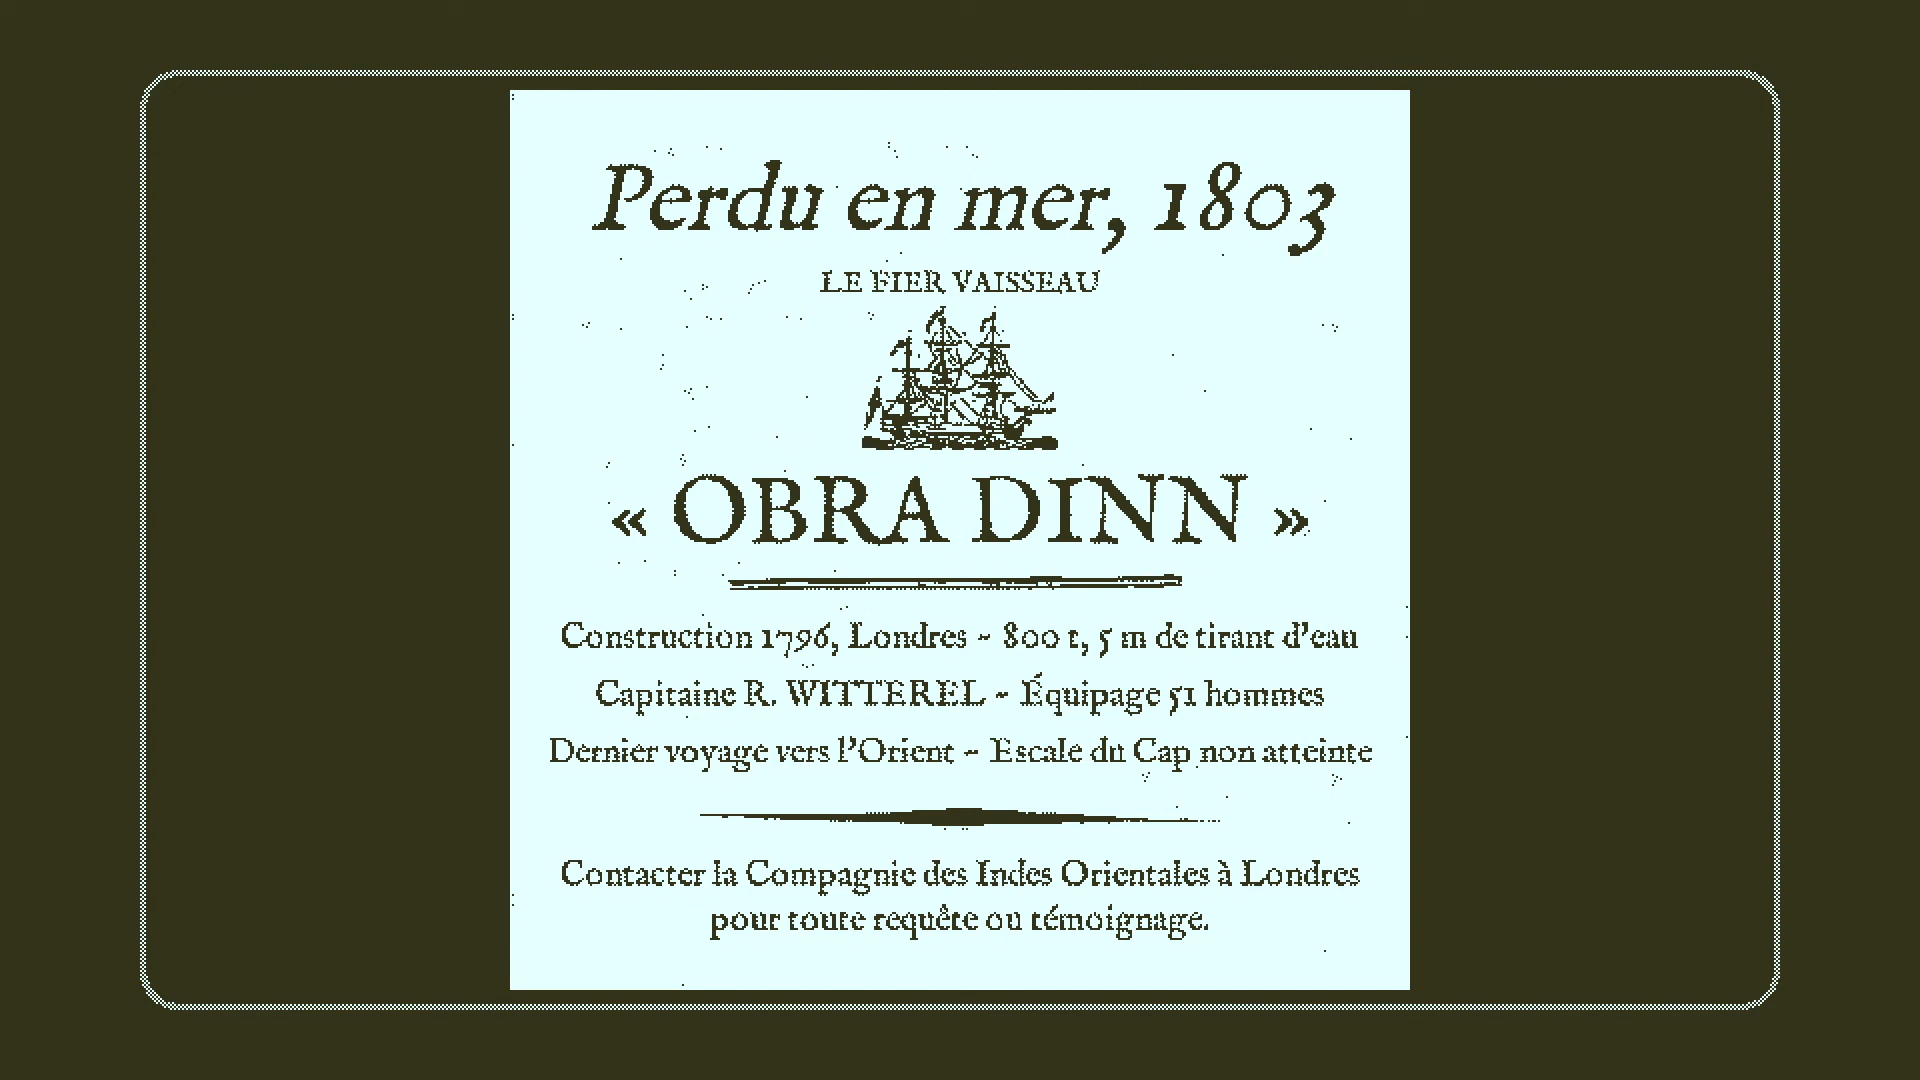 Perdu en mer, 1803
LE FIER VAISSEAU
« OBRA DINN »
Construction 1796, Londres ~ 800 t, 5 m de tirant d'eau
Capitaine R. WITTEREL ~ Équipage 51 hommes
Dernier voyage vers l'Orient ~ Escale du Cap non atteinte
Contacter la Compagnie des Indes Orientales à Londres
pour toute requête ou témoignage.